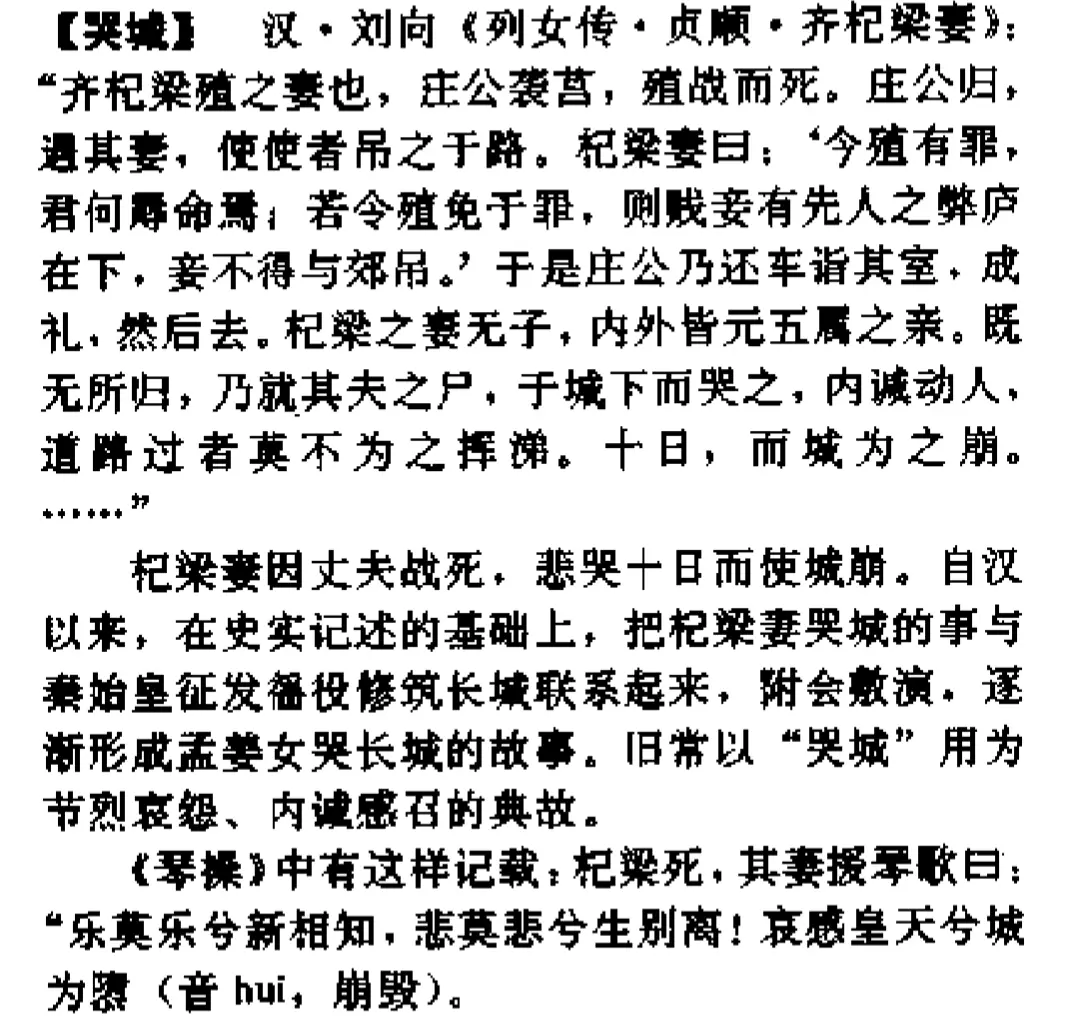 【哭城】 汉·刘向《列女传·贞顺·齐杞梁妻》：
“齐杞梁殖之妻也，庄公袭莒，殖战而死。庄公归，
遇其妻，使使者吊之于路。杞梁妻曰：‘今殖有罪，
君何辱命焉；若令殖免于罪，则贱妾有先人之弊庐
在下，妾不得与郊吊。’于是庄公乃还车诣其室，成
礼，然后去。杞梁之妻无子，内外皆元五属之亲。既
无所归，乃就其夫之尸，于城下而哭之，内诚动人，
道路过者莫不为之挥涕。十日，而城为之崩。
……”
杞梁妻因丈夫战死，悲哭十日而使城崩。自汉
以来，在史实记述的基础上，把杞梁妻哭城的事与
秦始皇征发徭役修筑长城联系起来，附会敷演，逐
渐形成孟姜女哭长城的故事。旧常以“哭城”用为
节烈哀怨、内诚感召的典故。
《琴操》中有这样记载：杞梁死，其妻援琴歌曰：
“乐莫乐兮新相知，悲莫悲兮生别离！哀感皇天兮城
为隳（音hui，崩毁）。